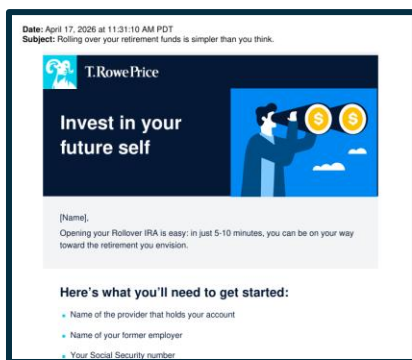 Date: April 17, 2026 at 11:31:10 AM PDT
Subject: Rolling over your retirement funds is simpler than you think.
T.RowePrice
Invest in your
future self
$ $
[Name],
Opening your Rollover IRA is easy: in just 5-10 minutes, you can be on your way
toward the retirement you envision.
Here's what you'll need to get started:
• Name of the provider that holds your account
• Name of your former employer
• Your Social Security number